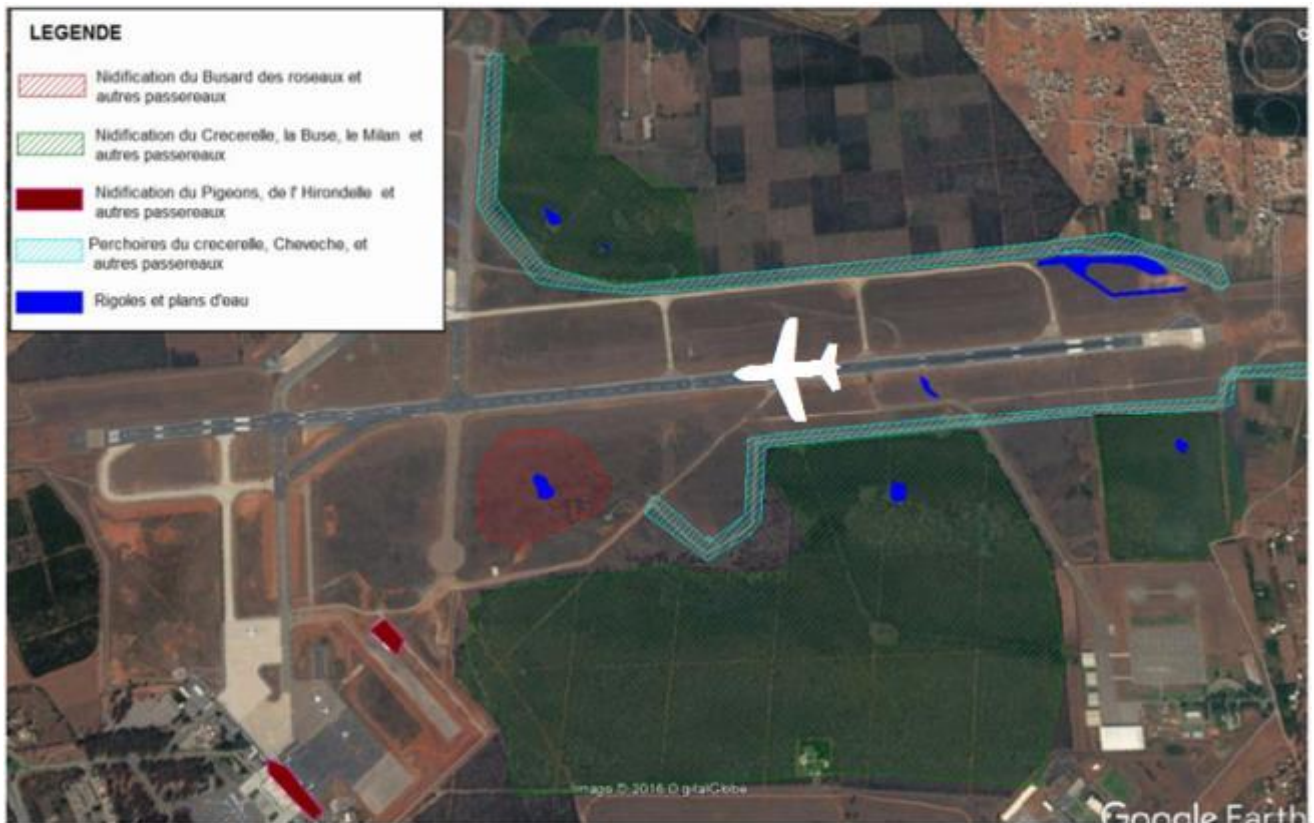 LEGENDE
Nidification du Busard des roseaux et
autres passereaux
Nidification du Crecerelle, la Buse, le Milan et
autres passereaux
Nidification du Pigeons, de l' Hirondelle et
autres passereaux
Perchoires du crecerelle, Cheveche, et
autres passereaux
Rigoles et plans d'eau
Image © 2016 DigitalGlobe
Google Earth